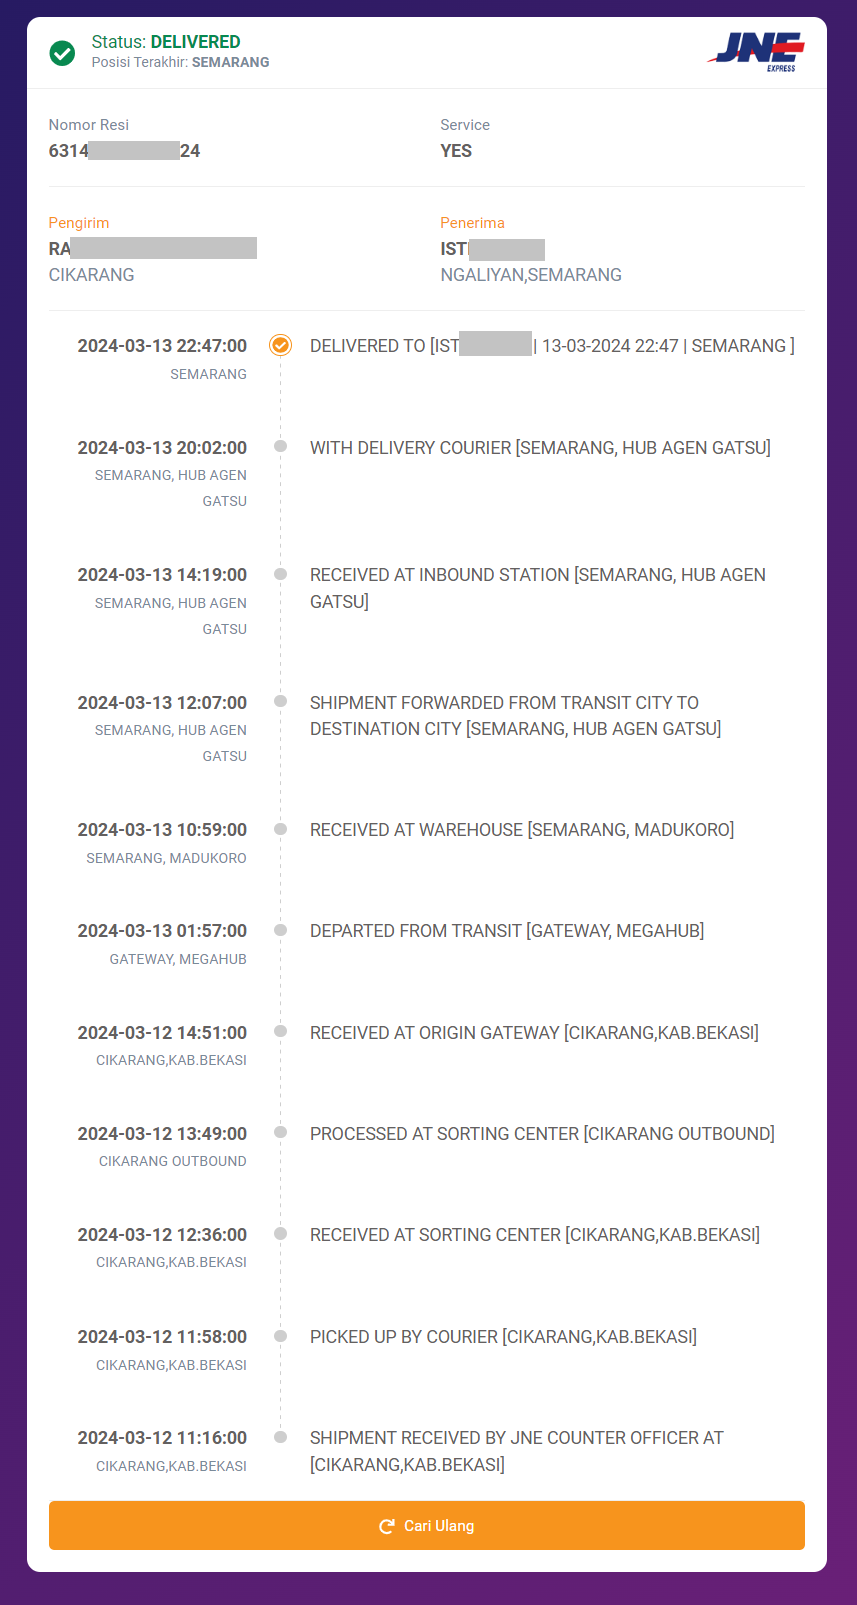 Status: DELIVERED
Posisi Terakhir: SEMARANG
JNE
EXPRESS
Nomor Resi
6314 24
Service
YES
Pengirim
RA
CIKARANG
Penerima
IST
NGALIYAN,SEMARANG
2024-03-13 22:47:00
SEMARANG
DELIVERED TO [IST | 13-03-2024 22:47 | SEMARANG ]
2024-03-13 20:02:00
SEMARANG, HUB AGEN
GATSU
WITH DELIVERY COURIER [SEMARANG, HUB AGEN GATSU]
2024-03-13 14:19:00
SEMARANG, HUB AGEN
GATSU
RECEIVED AT INBOUND STATION [SEMARANG, HUB AGEN
GATSU]
2024-03-13 12:07:00
SEMARANG, HUB AGEN
GATSU
SHIPMENT FORWARDED FROM TRANSIT CITY TO
DESTINATION CITY [SEMARANG, HUB AGEN GATSU]
2024-03-13 10:59:00
SEMARANG, MADUKORO
RECEIVED AT WAREHOUSE [SEMARANG, MADUKORO]
2024-03-13 01:57:00
GATEWAY, MEGAHUB
DEPARTED FROM TRANSIT [GATEWAY, MEGAHUB]
2024-03-12 14:51:00
CIKARANG,KAB.BEKASI
RECEIVED AT ORIGIN GATEWAY [CIKARANG,KAB.BEKASI]
2024-03-12 13:49:00
CIKARANG OUTBOUND
PROCESSED AT SORTING CENTER [CIKARANG OUTBOUND]
2024-03-12 12:36:00
CIKARANG,KAB.BEKASI
RECEIVED AT SORTING CENTER [CIKARANG,KAB.BEKASI]
2024-03-12 11:58:00
CIKARANG,KAB.BEKASI
PICKED UP BY COURIER [CIKARANG,KAB.BEKASI]
2024-03-12 11:16:00
CIKARANG,KAB.BEKASI
SHIPMENT RECEIVED BY JNE COUNTER OFFICER AT
[CIKARANG,KAB.BEKASI]
Cari Ulang